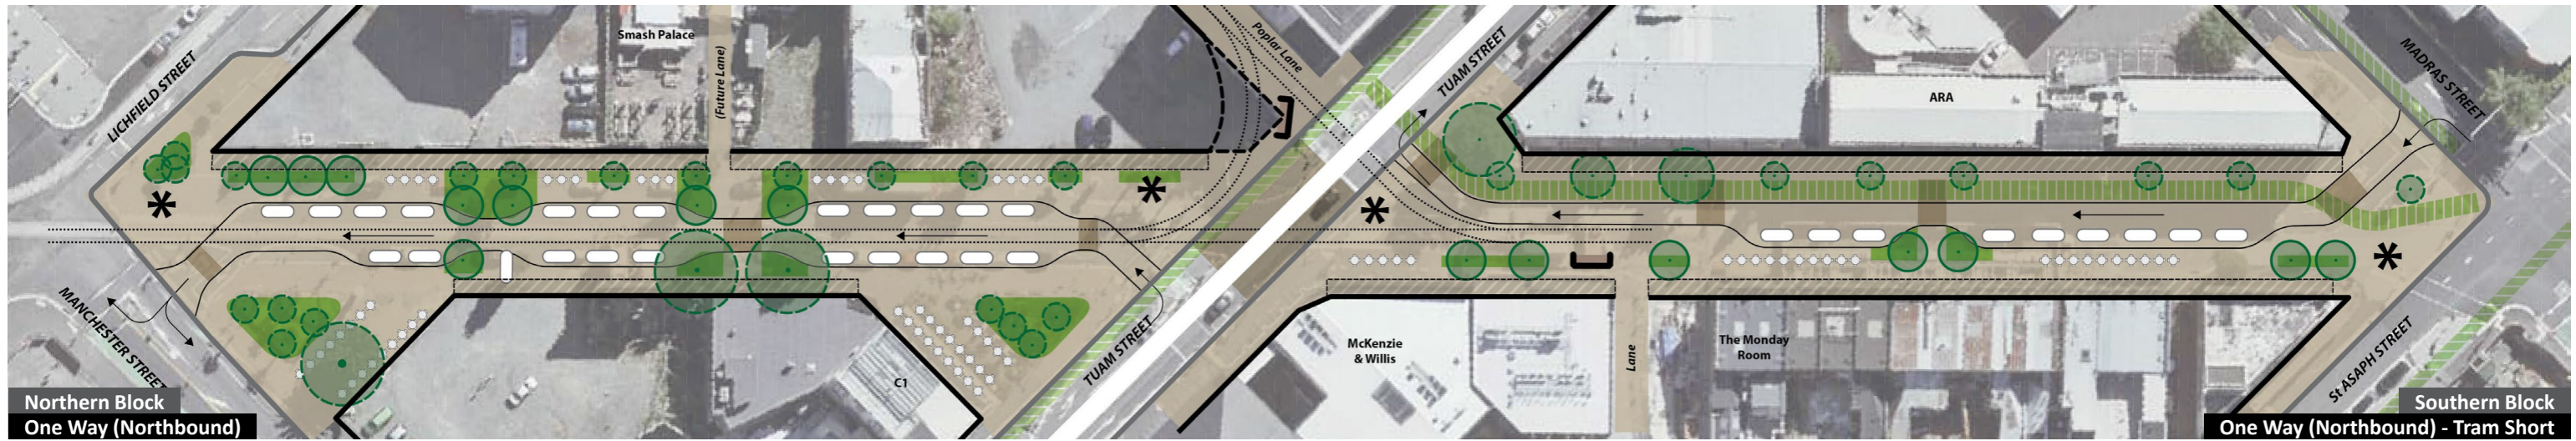 Smash Palace
LICHFIELD STREET
(Future Lane)
Poplar Lane
TUAM STREET
MADRAS STREET
ARA
*
*
*
*
MANCHESTER STREET
TUAM STREET
C1
McKenzie
& Willis
Lane
The Monday
Room
St ASAPH STREET
Northern Block
One Way (Northbound)
Southern Block
One Way (Northbound) - Tram Short